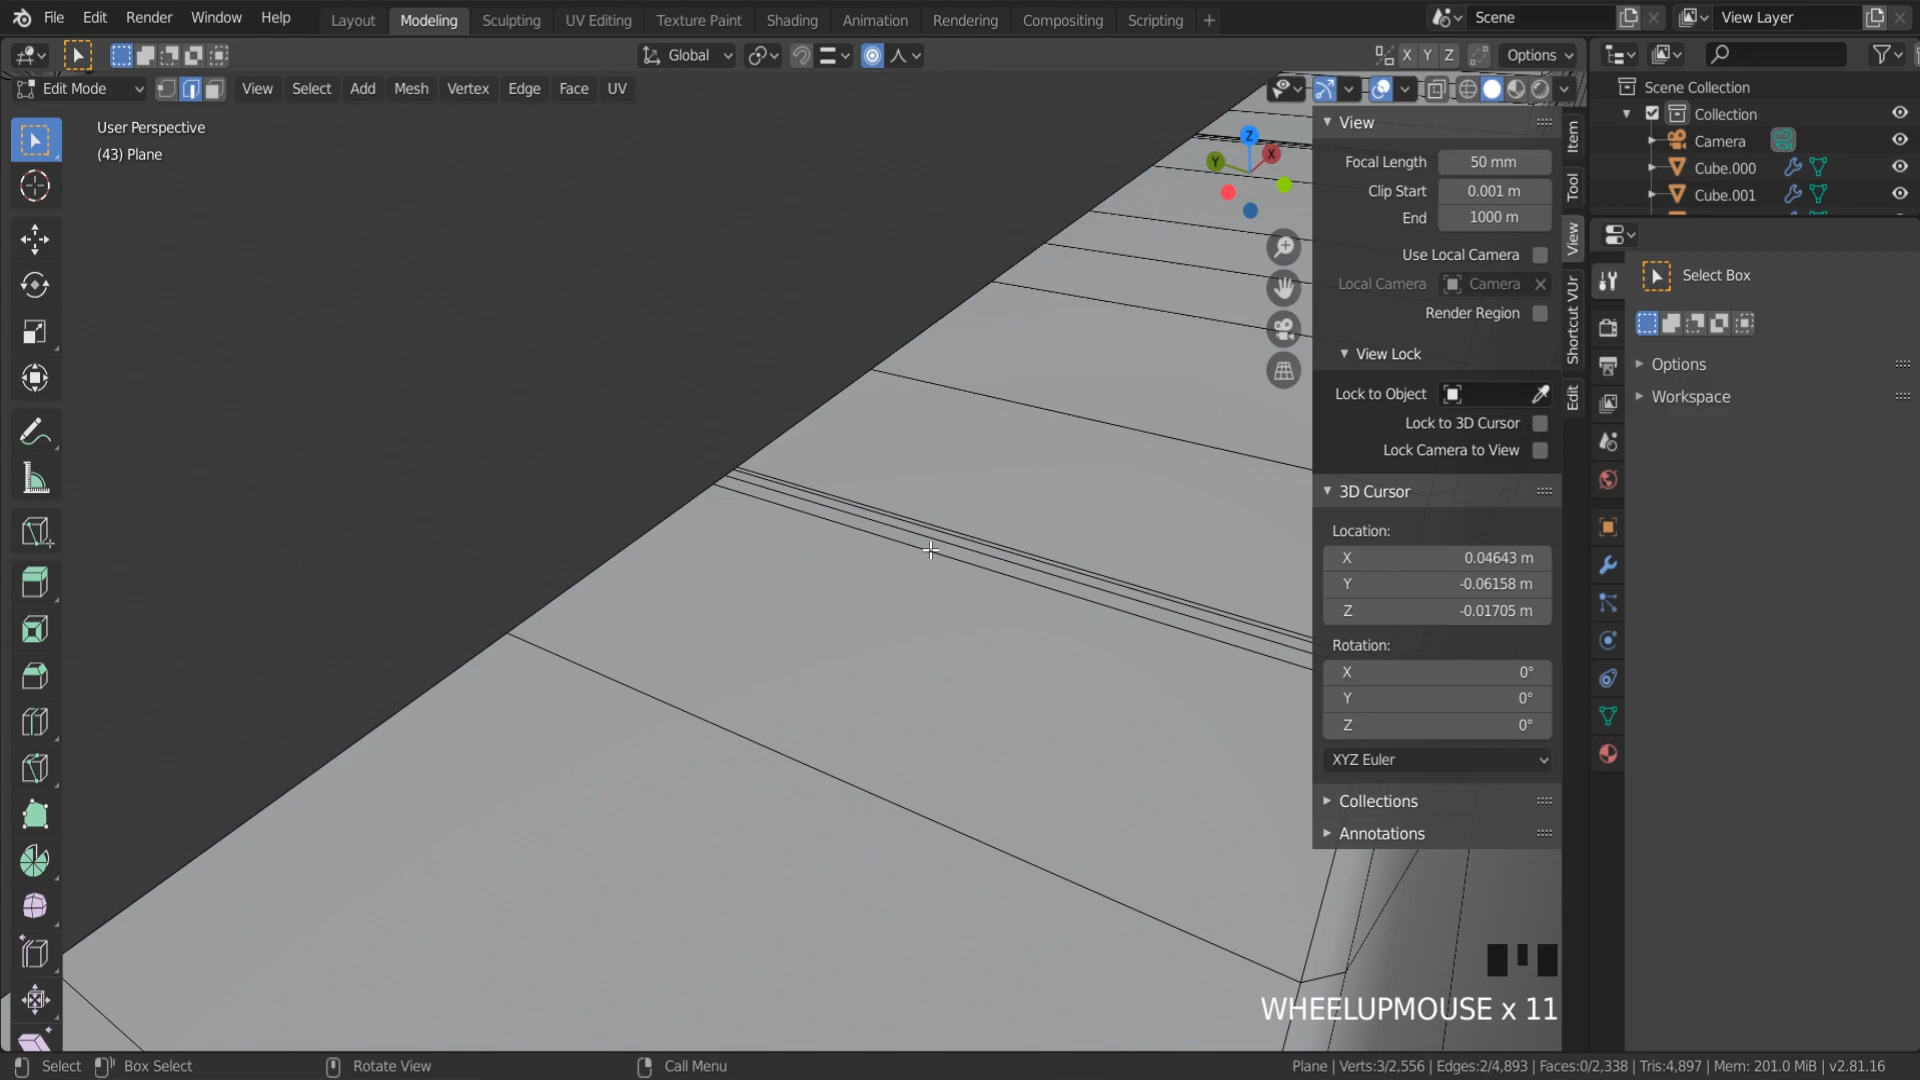 File Edit Render Window Help Layout Modeling Sculpting UV Editing Texture Paint Shading Animation Rendering Compositing Scripting + Scene View Layer
Global X Y Z Options
Edit Mode View Select Add Mesh Vertex Edge Face UV
User Perspective
(43) Plane
Z
Y
X
View
Focal Length 50 mm
Clip Start 0.001 m
End 1000 m
Use Local Camera
Local Camera Camera
Render Region
View Lock
Lock to Object
Lock to 3D Cursor
Lock Camera to View
3D Cursor
Location:
X 0.04643 m
Y -0.06158 m
Z -0.01705 m
Rotation:
X 0°
Y 0°
Z 0°
XYZ Euler
Collections
Annotations
Item
Tool
View
Shortcut VUr
Edit
Scene Collection
Collection
Camera
Cube.000
Cube.001
Select Box
Options
Workspace
WHEELUPMOUSE x 11
Select Box Select Rotate View Call Menu Plane | Verts:3/2,556 | Edges:2/4,893 | Faces:0/2,338 | Tris:4,897 | Mem: 201.0 MiB | v2.81.16